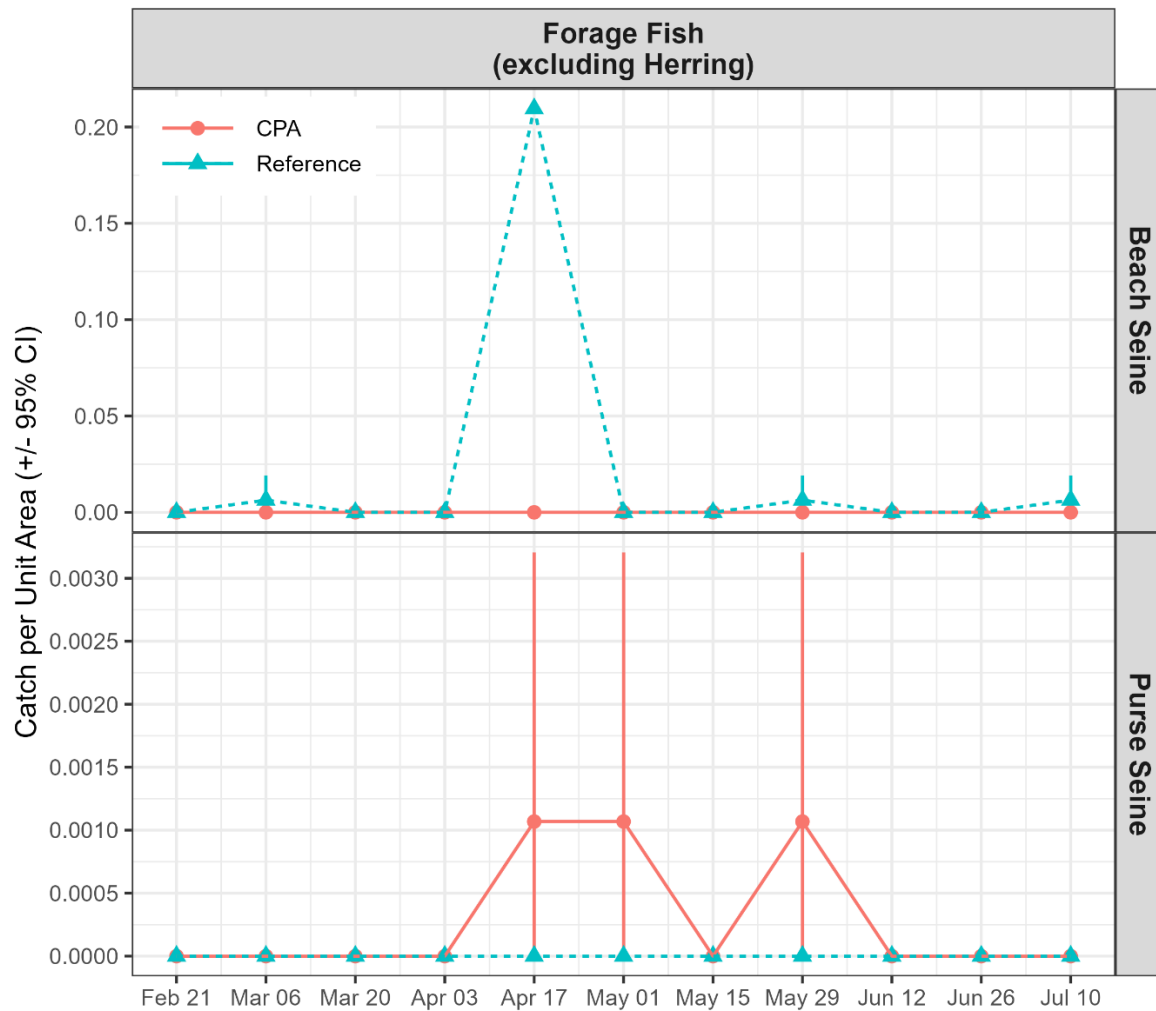 Forage Fish
(excluding Herring)
CPA
Reference
Catch per Unit Area (+/- 95% CI)
0.20
0.15
0.10
0.05
0.00
Beach Seine
0.0030
0.0025
0.0020
0.0015
0.0010
0.0005
0.0000
Purse Seine
Feb 21 Mar 06 Mar 20 Apr 03 Apr 17 May 01 May 15 May 29 Jun 12 Jun 26 Jul 10